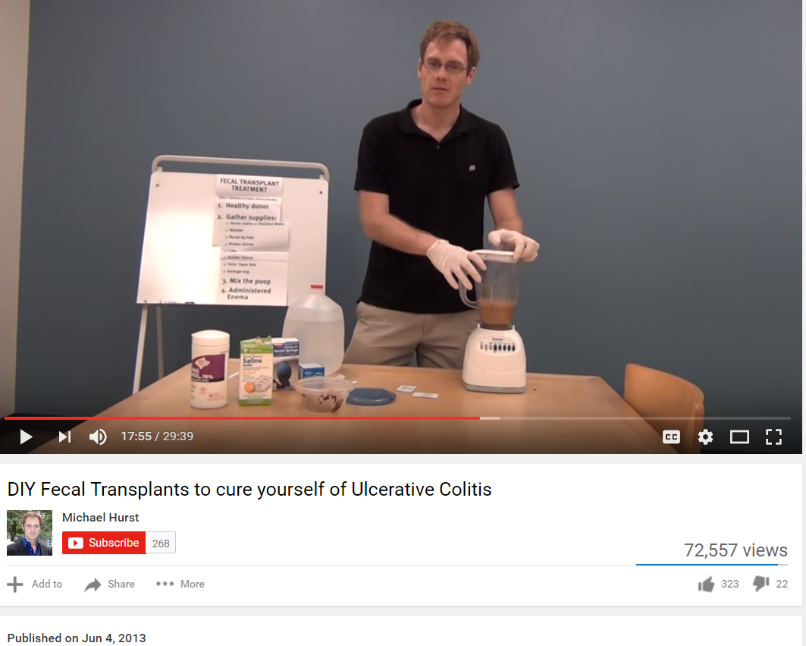 FECAL TRANSPLANT
TREATMENT
1. Healthy donor
2. Gather supplies:
3. Mix the poop
4. Administered
Enema
Saline
17:55 / 29:39
CC
DIY Fecal Transplants to cure yourself of Ulcerative Colitis
Michael Hurst
Subscribe 268
72,557 views
Add to Share More
323 22
Published on Jun 4, 2013